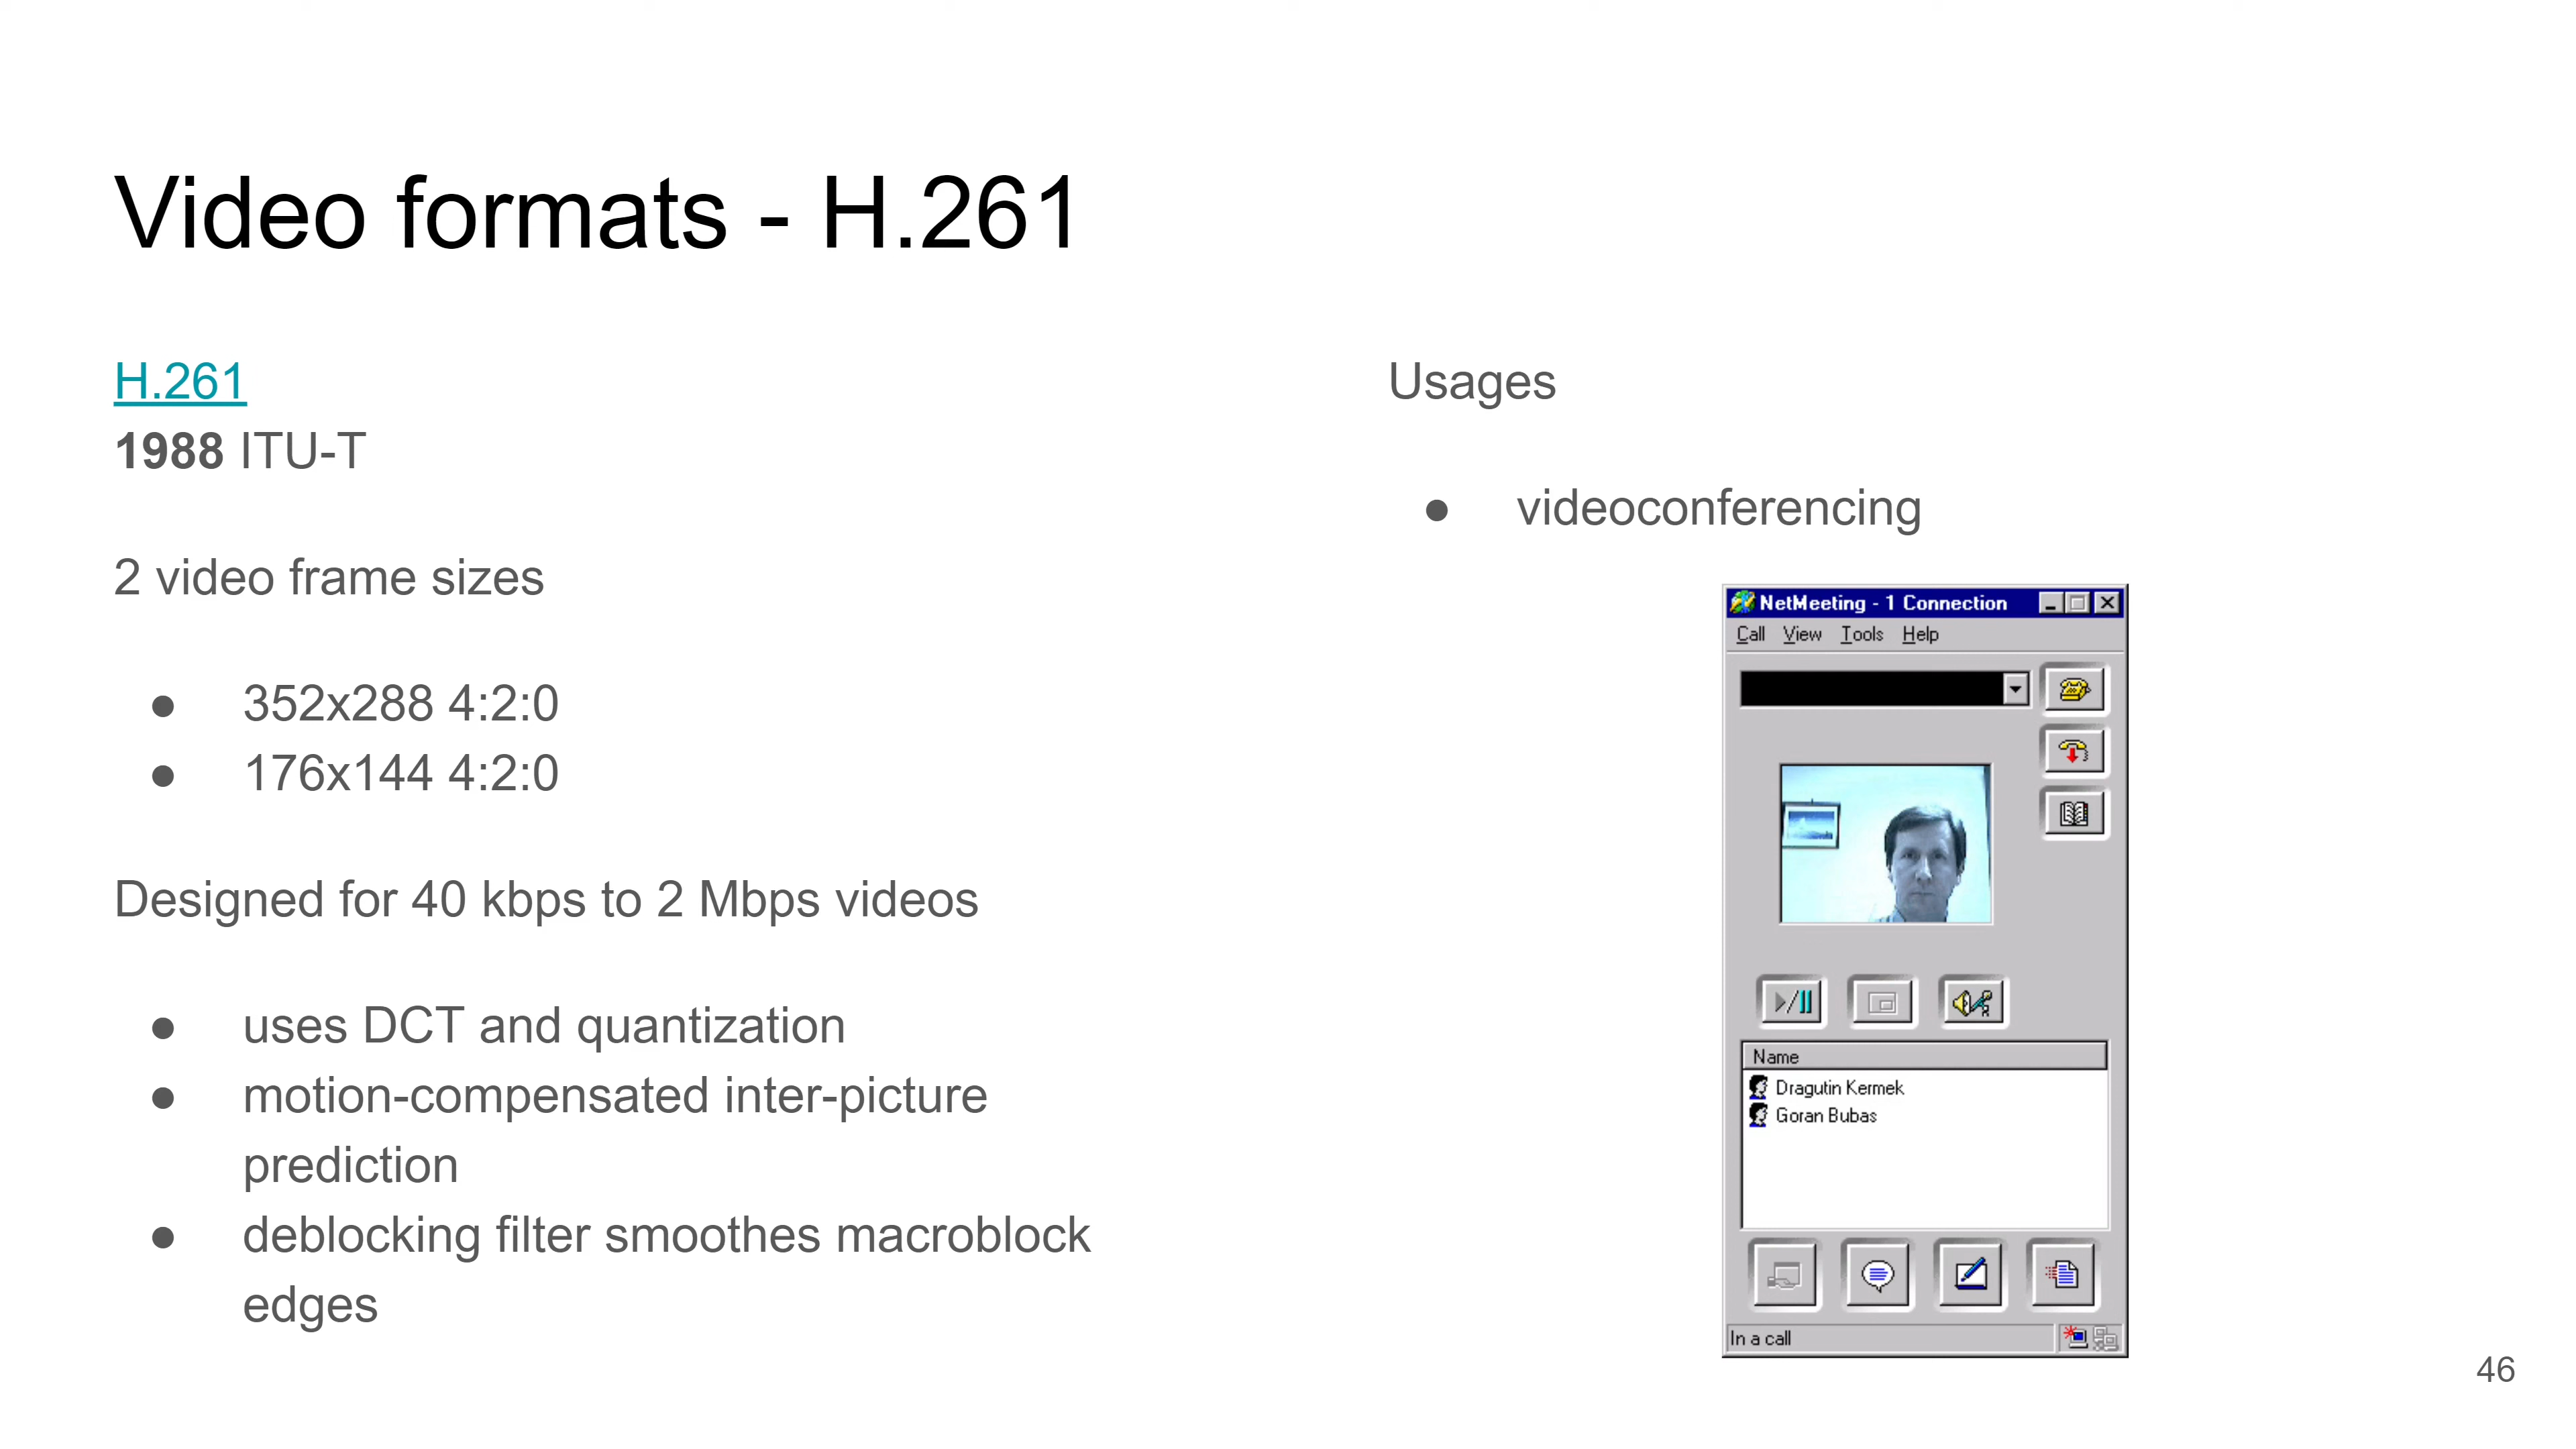 Video formats - H.261
H.261
1988 ITU-T
2 video frame sizes
● 352x288 4:2:0
● 176x144 4:2:0
Designed for 40 kbps to 2 Mbps videos
● uses DCT and quantization
● motion-compensated inter-picture
prediction
● deblocking filter smoothes macroblock
edges
Usages
● videoconferencing
NetMeeting - 1 Connection
Call View Tools Help
Name
Dragutin Kermek
Goran Bubas
In a call
46